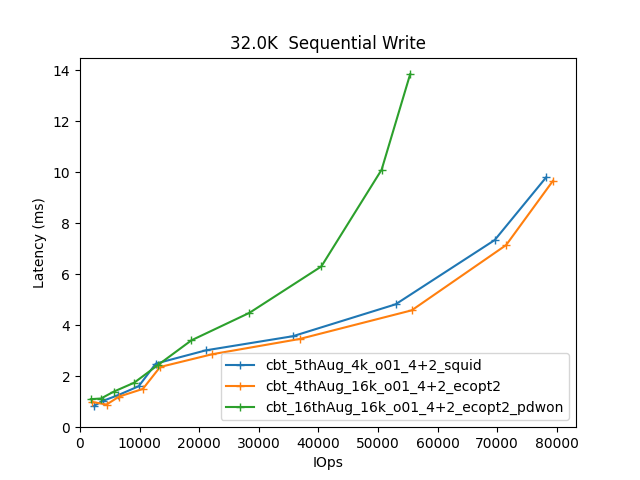 32.0K  Sequential Write
Latency (ms)
14
12
10
8
6
4
2
0
0 10000 20000 30000 40000 50000 60000 70000 80000
IOps
cbt_5thAug_4k_o01_4+2_squid
cbt_4thAug_16k_o01_4+2_ecopt2
cbt_16thAug_16k_o01_4+2_ecopt2_pdwon